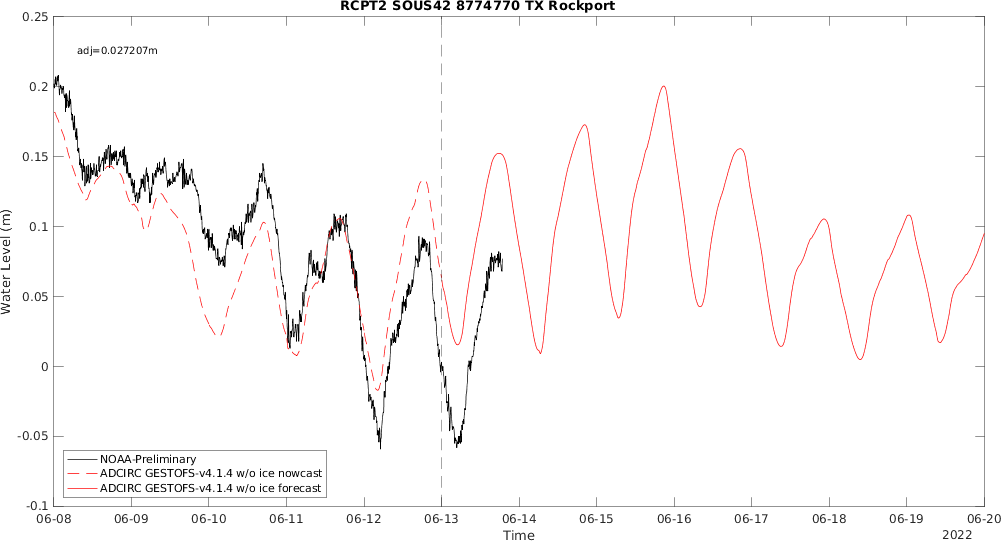 RCPT2 SOUS42 8774770 TX Rockport
adj=0.027207m
0.25
0.2
0.15
0.1
0.05
0
-0.05
-0.1
Water Level (m)
NOAA-Preliminary
ADCIRC GESTOFS-v4.1.4 w/o ice nowcast
ADCIRC GESTOFS-v4.1.4 w/o ice forecast
06-08 06-09 06-10 06-11 06-12 06-13 06-14 06-15 06-16 06-17 06-18 06-19 06-20
Time
2022